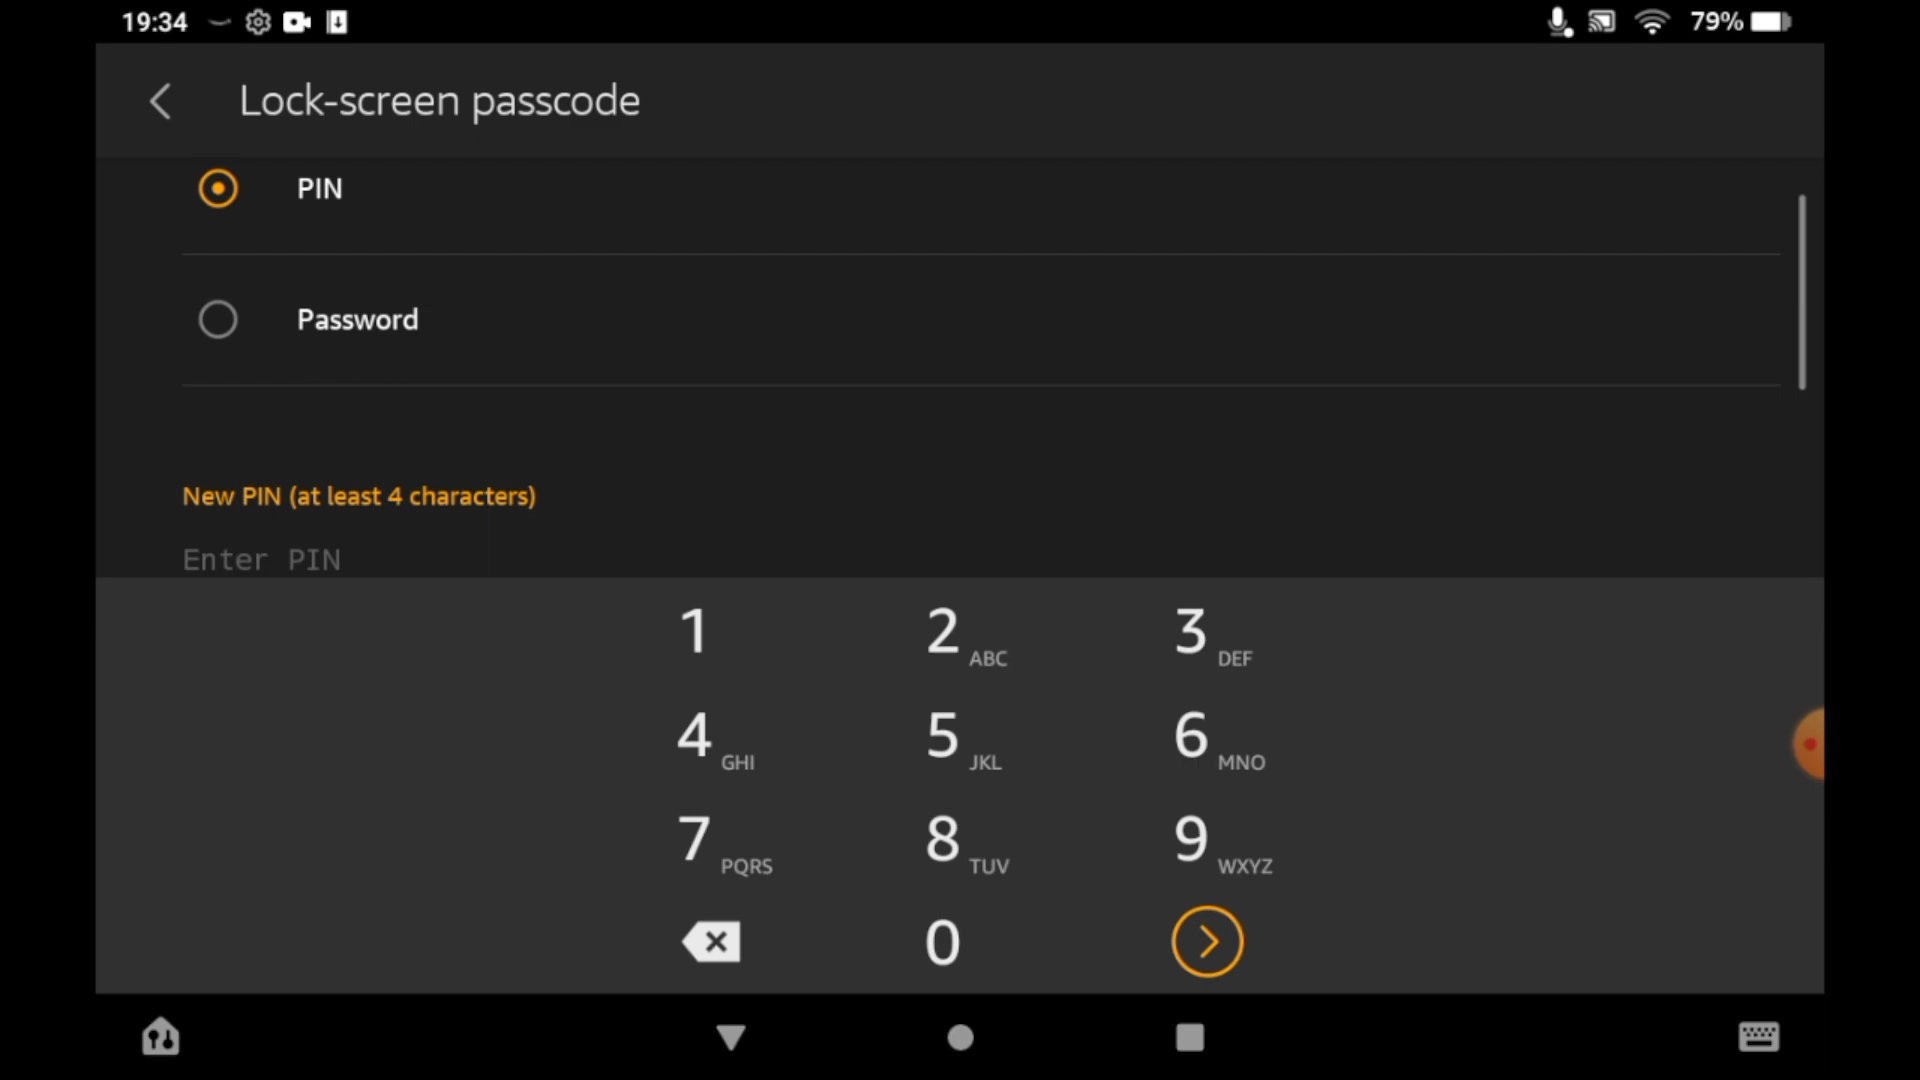 19:34
79%
Lock-screen passcode
PIN
Password
New PIN (at least 4 characters)
Enter PIN
1 2 ABC 3 DEF
4 GHI 5 JKL 6 MNO
7 PQRS 8 TUV 9 WXYZ
0